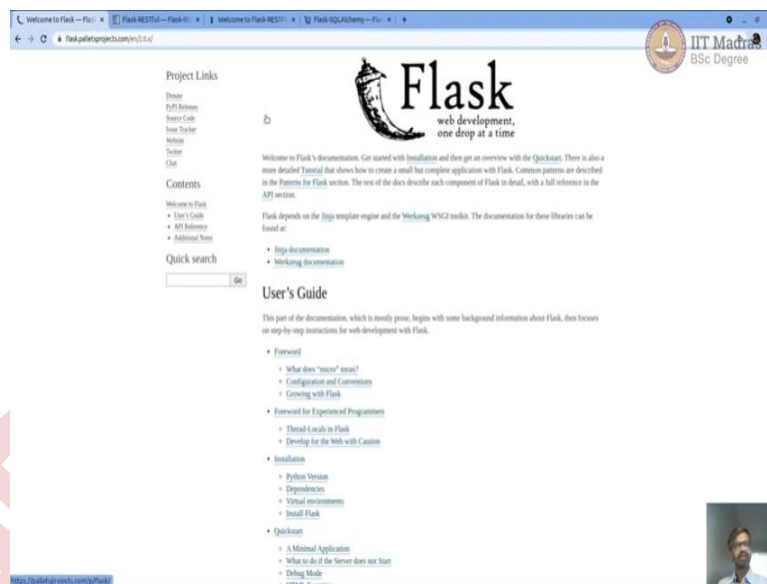 Welcome to Flask — Flas
Flask-RESTful — Flask-RE
Welcome to Flask-RESTPl
Flask-SQLAlchemy — Fla
flask.palletsprojects.com/en/2.0.x/
IIT Madras
BSc Degree
Project Links
Donate
PyPI Releases
Source Code
Issue Tracker
Website
Twitter
Chat
Contents
Welcome to Flask
User's Guide
API Reference
Additional Notes
Quick search
Go
Flask
web development,
one drop at a time
Welcome to Flask's documentation. Get started with Installation and then get an overview with the Quickstart. There is also a
more detailed Tutorial that shows how to create a small but complete application with Flask. Common patterns are described
in the Patterns for Flask section. The rest of the docs describe each component of Flask in detail, with a full reference in the
API section.
Flask depends on the Jinja template engine and the Werkzeug WSGI toolkit. The documentation for these libraries can be
found at:
Jinja documentation
Werkzeug documentation
User's Guide
This part of the documentation, which is mostly prose, begins with some background information about Flask, then focuses
on step-by-step instructions for web development with Flask.
Foreword
What does "micro" mean?
Configuration and Conventions
Growing with Flask
Foreword for Experienced Programmers
Thread-Locals in Flask
Develop for the Web with Caution
Installation
Python Version
Dependencies
Virtual environments
Install Flask
Quickstart
A Minimal Application
What to do if the Server does not Start
Debug Mode
https://palletsprojects.com/p/flask/